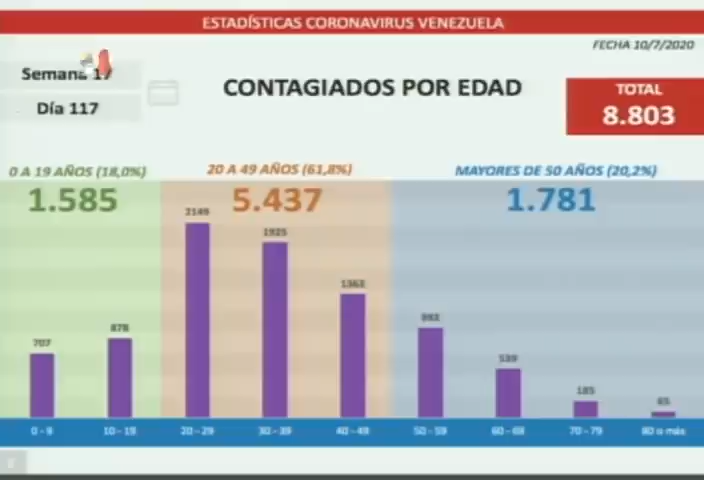 ESTADÍSTICAS CORONAVIRUS VENEZUELA
FECHA 10/7/2020
Semana 17
Día 117
CONTAGIADOS POR EDAD
TOTAL
8.803
0 A 19 AÑOS (18,0%)
1.585
20 A 49 AÑOS (61,8%)
5.437
MAYORES DE 50 AÑOS (20,2%)
1.781
707
878
2149
1925
1363
992
539
185
65
0 - 9
10 - 19
20 - 29
30 - 39
40 - 49
50 - 59
60 - 69
70 - 79
80 o más